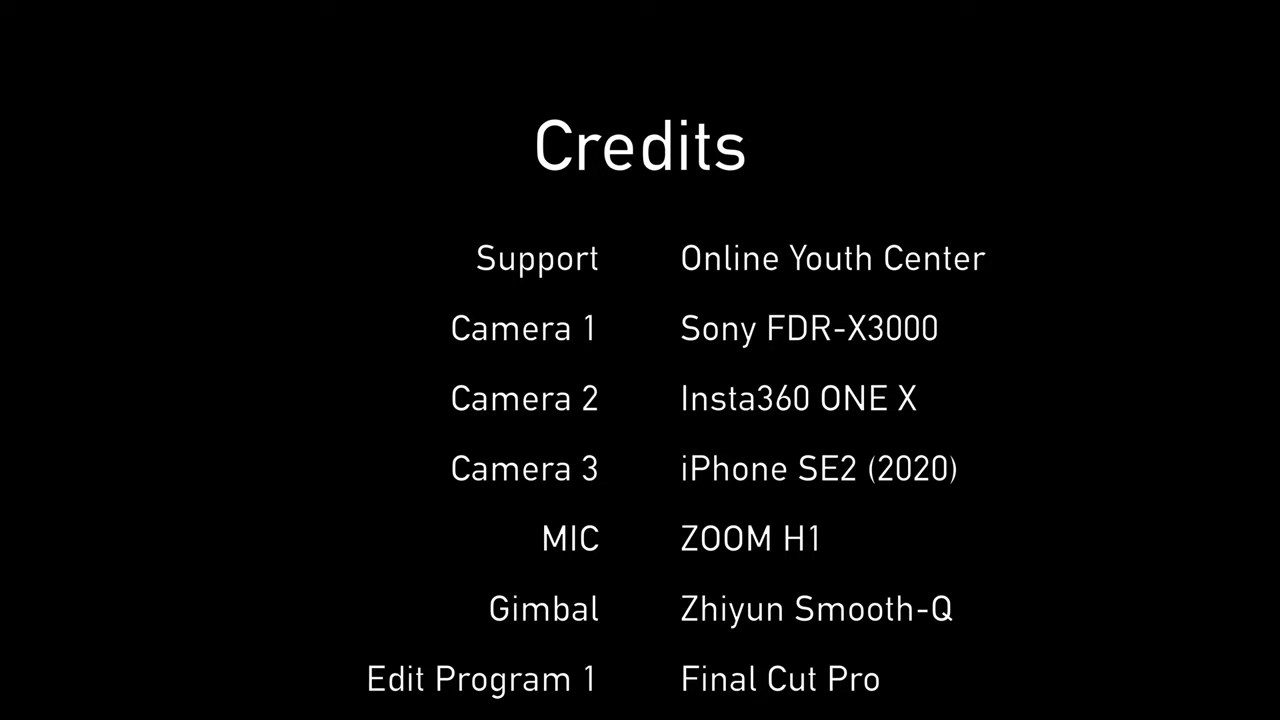 Credits
Support Online Youth Center
Camera 1 Sony FDR-X3000
Camera 2 Insta360 ONE X
Camera 3 iPhone SE2 (2020)
MIC ZOOM H1
Gimbal Zhiyun Smooth-Q
Edit Program 1 Final Cut Pro